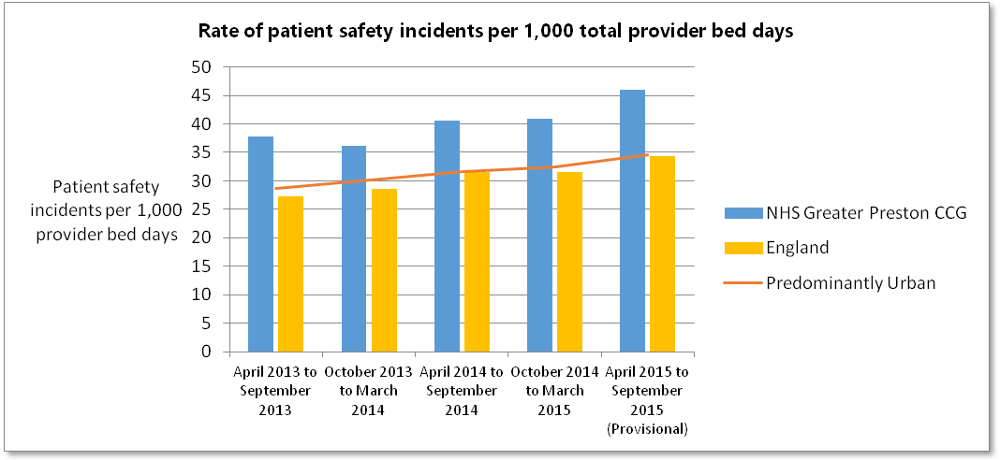 Rate of patient safety incidents per 1,000 total provider bed days
50
45
40
35
30
25
20
15
10
5
0
Patient safety
incidents per 1,000
provider bed days
April 2013 to
September
2013
October 2013
to March
2014
April 2014 to
September
2014
October 2014
to March
2015
April 2015 to
September
2015
(Provisional)
NHS Greater Preston CCG
England
Predominantly Urban